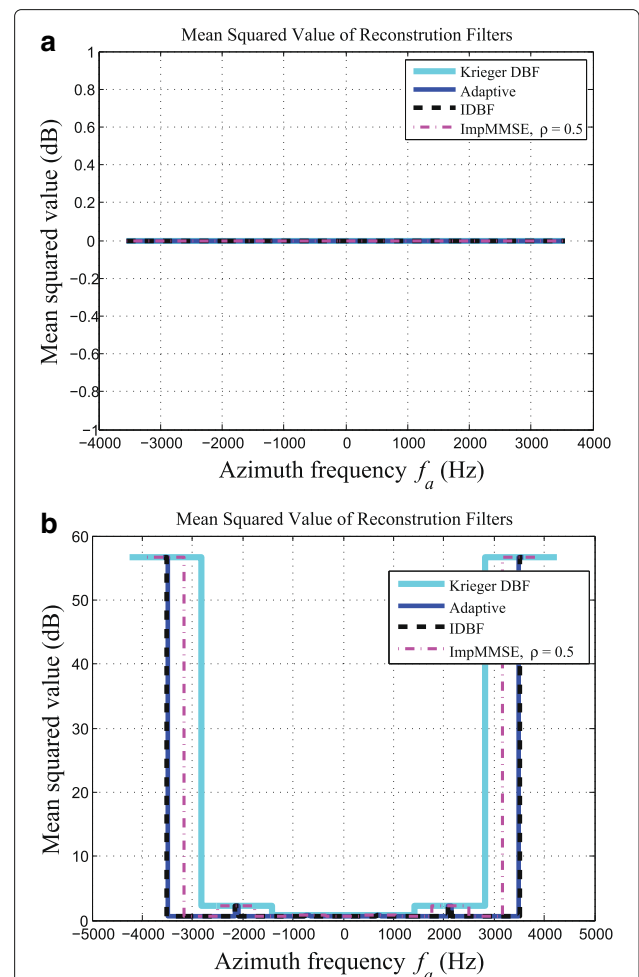 a
Mean Squared Value of Reconstrution Filters
Krieger DBF
Adaptive
IDBF
ImpMMSE, ρ = 0.5
Mean squared value (dB)
1
0.8
0.6
0.4
0.2
0
−0.2
−0.4
−0.6
−0.8
−1
−4000 −3000 −2000 −1000 0 1000 2000 3000 4000
Azimuth frequency fa (Hz)
b
Mean Squared Value of Reconstrution Filters
Krieger DBF
Adaptive
IDBF
ImpMMSE, ρ = 0.5
Mean squared value (dB)
60
50
40
30
20
10
0
−5000 −4000 −3000 −2000 −1000 0 1000 2000 3000 4000 5000
Azimuth frequency fa (Hz)